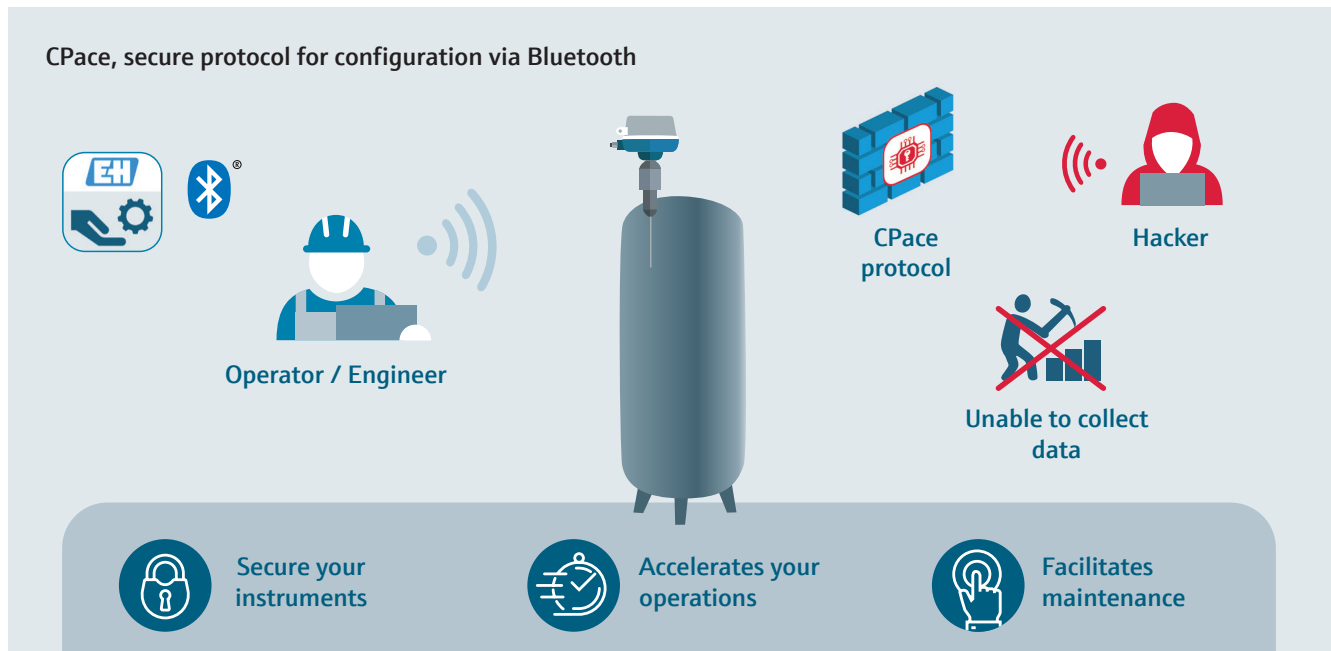 CPace, secure protocol for configuration via Bluetooth
EH
®
Operator / Engineer
CPace
protocol
Hacker
Unable to collect
data
Secure your
instruments
Accelerates your
operations
Facilitates
maintenance